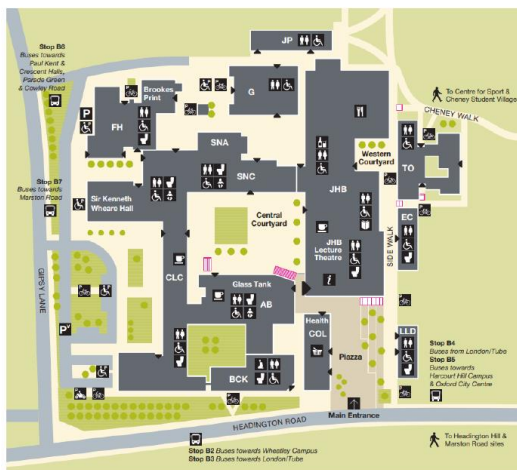 Stop B6
Buses towards
Paul Kent &
Crescent Halls,
Parade Green
& Cowley Road
JP
Brookes
Print
G
To Centre for Sport &
Cheney Student Village
CHENEY WALK
P
FH
SNA
SNC
Western
Courtyard
TO
Stop B7
Buses towards
Marston Road
Sir Kenneth
Wheare Hall
JHB
EC
Central
Courtyard
JHB
Lecture
Theatre
SIDE WALK
GIPSY LANE
CLC
Glass Tank
AB
i
P
Health
COL
Piazza
LLD
Stop B4
Buses from London/Tube
Stop B5
Buses towards
Harcourt Hill Campus
& Oxford City Centre
BCK
Main Entrance
HEADINGTON ROAD
To Headington Hill &
Marston Road sites
Stop B2 Buses towards Wheatley Campus
Stop B3 Buses towards London/Tube